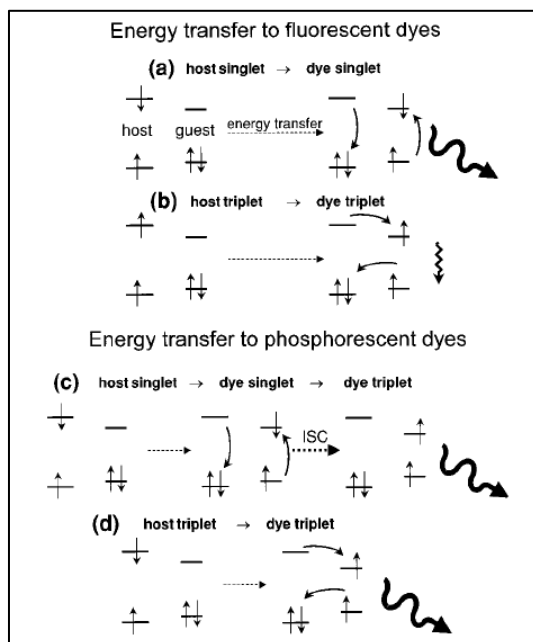 Energy transfer to fluorescent dyes
(a) host singlet → dye singlet
host guest energy transfer
(b) host triplet → dye triplet
Energy transfer to phosphorescent dyes
(c) host singlet → dye singlet → dye triplet
ISC
(d) host triplet → dye triplet